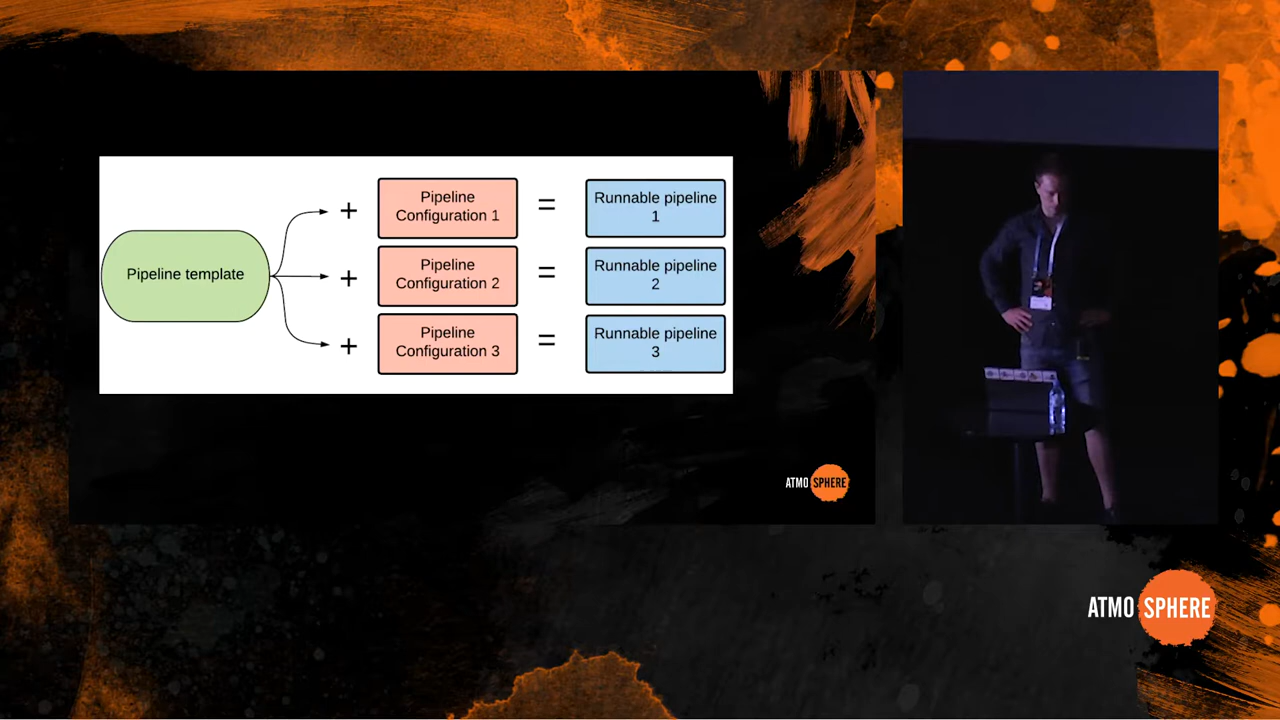 Pipeline template
+
Pipeline
Configuration 1
=
Runnable pipeline
1
+
Pipeline
Configuration 2
=
Runnable pipeline
2
+
Pipeline
Configuration 3
=
Runnable pipeline
3
ATMO SPHERE
ATMO SPHERE